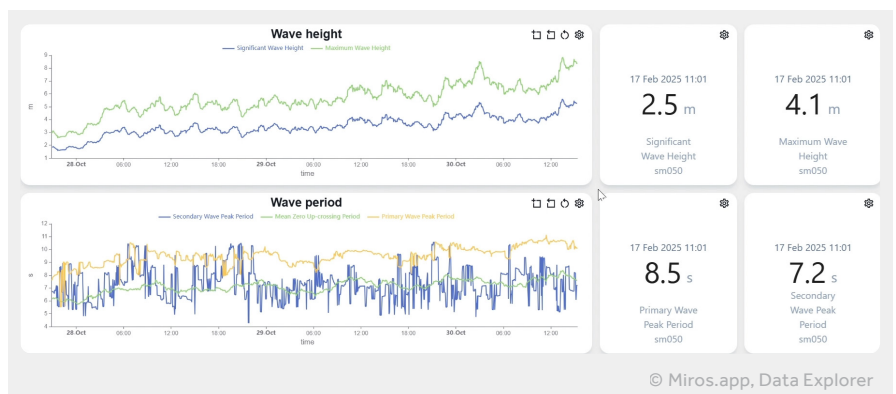 Wave height
Significant Wave Height Maximum Wave Height
9
8
7
6
5
4
3
2
1
m
28.Oct 06:00 12:00 18:00 29.Oct 06:00 12:00 18:00 30.Oct 06:00 12:00
time
17 Feb 2025 11:01
2.5 m
Significant
Wave Height
sm050
17 Feb 2025 11:01
4.1 m
Maximum Wave
Height
sm050
Wave period
Secondary Wave Peak Period Mean Zero Up-crossing Period Primary Wave Peak Period
12
11
10
9
8
7
6
5
4
s
28.Oct 06:00 12:00 18:00 29.Oct 06:00 12:00 18:00 30.Oct 06:00 12:00
time
17 Feb 2025 11:01
8.5 s
Primary Wave
Peak Period
sm050
17 Feb 2025 11:01
7.2 s
Secondary
Wave Peak
Period
sm050
© Miros.app, Data Explorer